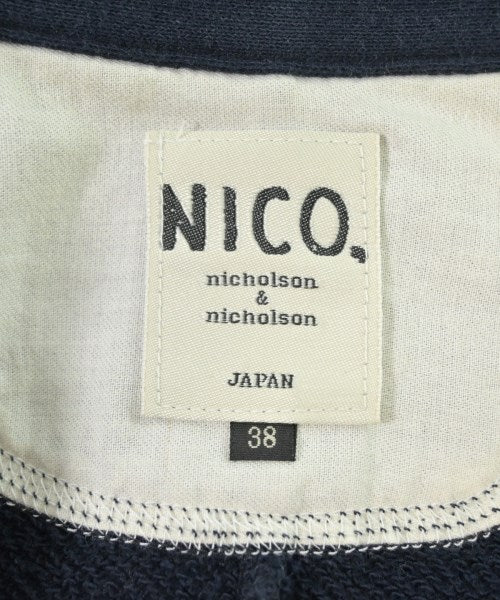 NICO,
nicholson
&
nicholson
JAPAN
38